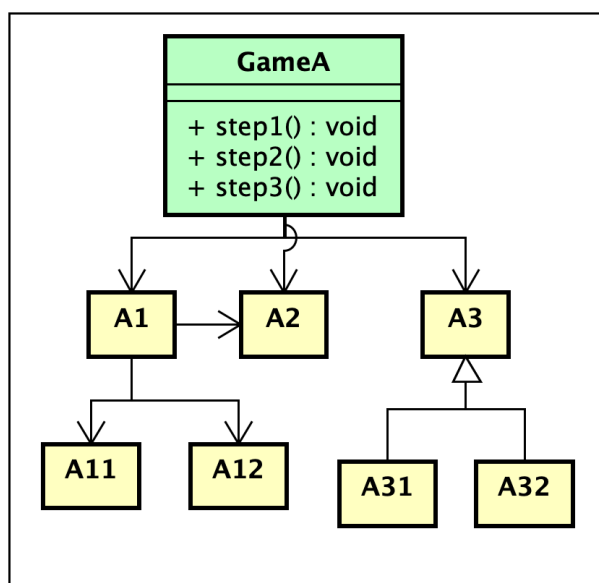 GameA
+ step1() : void
+ step2() : void
+ step3() : void
A1
A2
A3
A11
A12
A31
A32